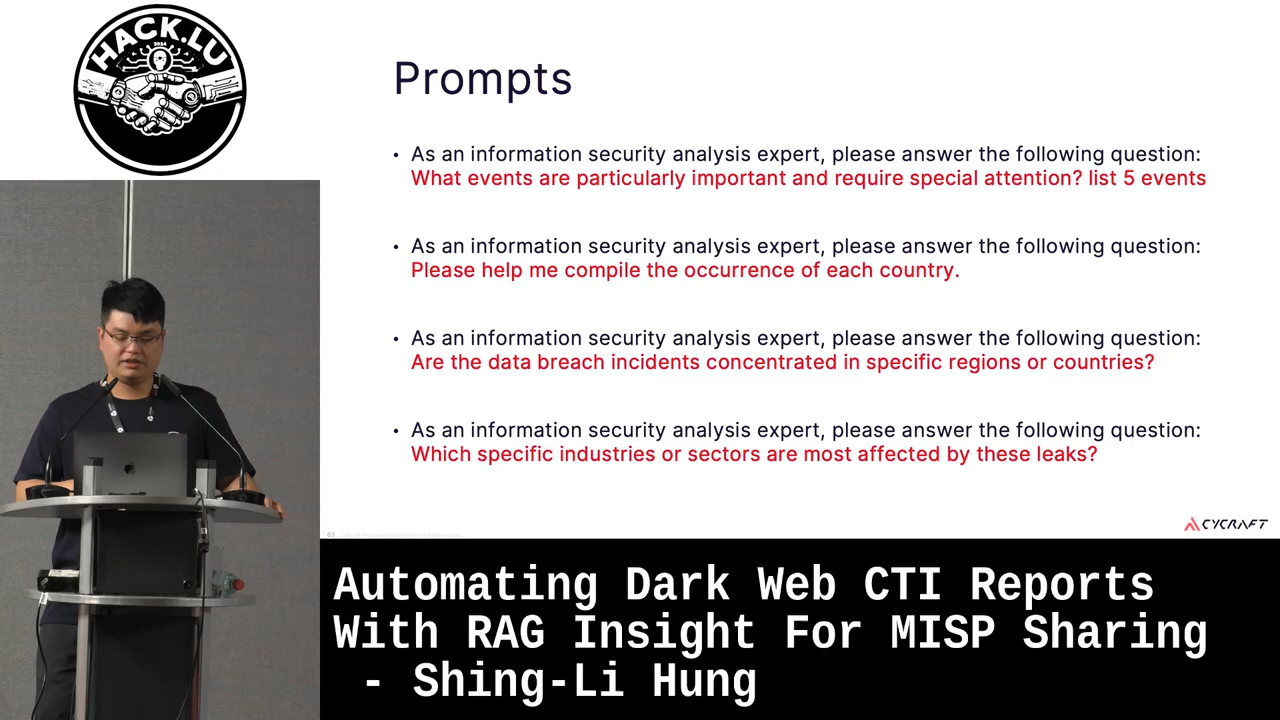 HACK.LU
2024
Prompts
• As an information security analysis expert, please answer the following question:
What events are particularly important and require special attention? list 5 events
• As an information security analysis expert, please answer the following question:
Please help me compile the occurrence of each country.
• As an information security analysis expert, please answer the following question:
Are the data breach incidents concentrated in specific regions or countries?
• As an information security analysis expert, please answer the following question:
Which specific industries or sectors are most affected by these leaks?
63
CYCRAFT
Automating Dark Web CTI Reports
With RAG Insight For MISP Sharing
- Shing-Li Hung